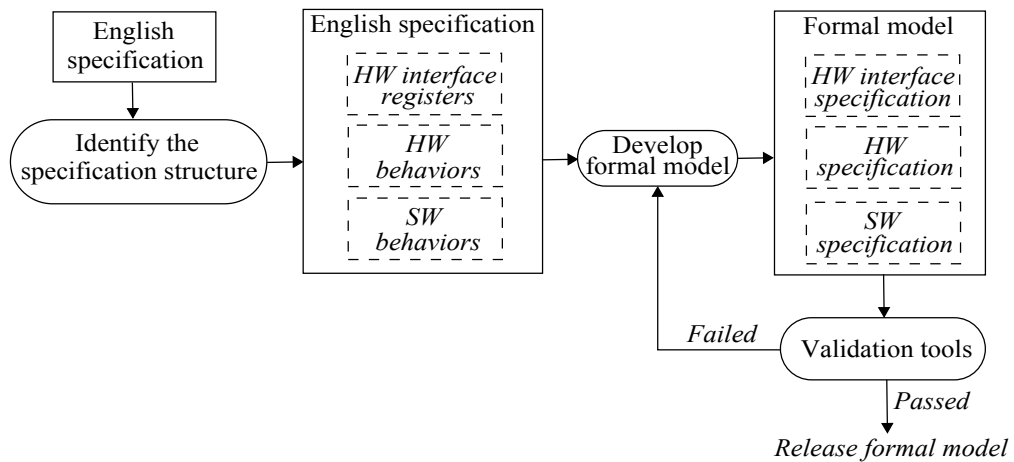 English
specification
Identify the
specification structure
English specification
HW interface
registers
HW
behaviors
SW
behaviors
Develop
formal model
Formal model
HW interface
specification
HW
specification
SW
specification
Failed
Validation tools
Passed
Release formal model